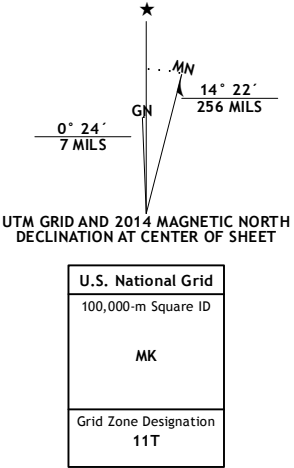 ★
MN
GN
14° 22´
256 MILS
0° 24´
7 MILS
UTM GRID AND 2014 MAGNETIC NORTH
DECLINATION AT CENTER OF SHEET
U.S. National Grid
100,000-m Square ID
MK
Grid Zone Designation
11T